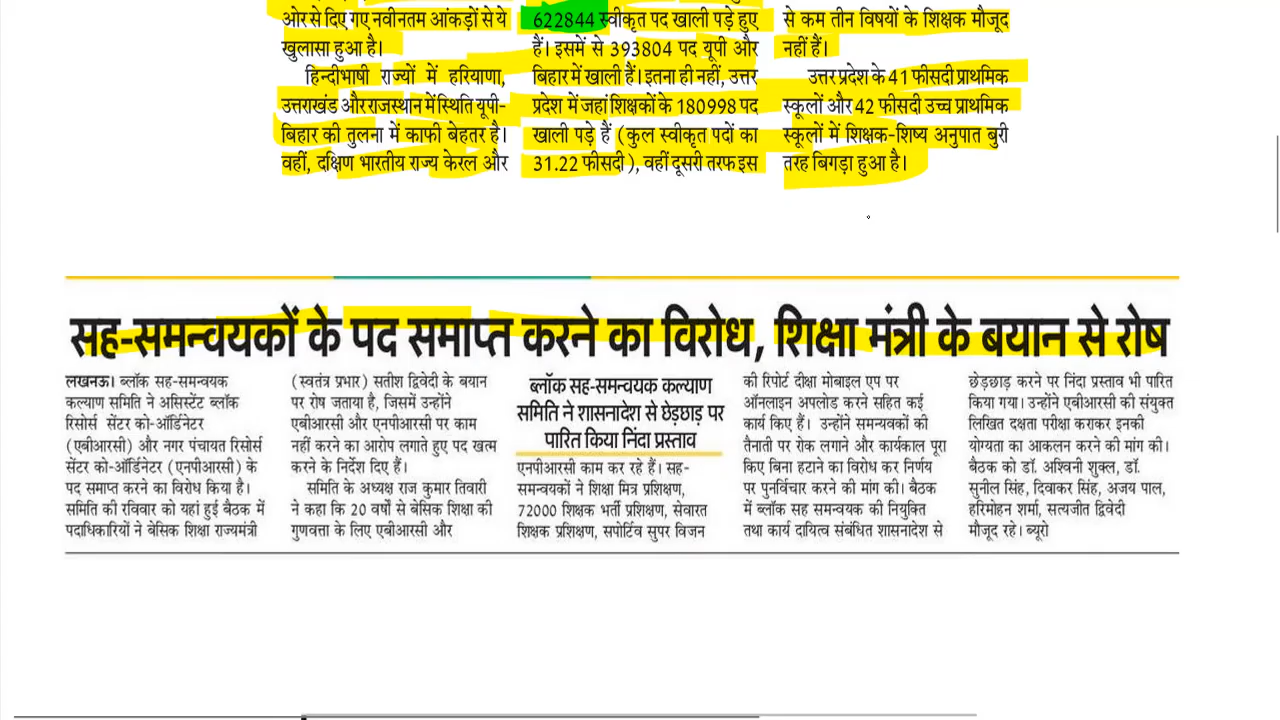 ओर से दिए गए नवीनतम आंकड़ों से ये
खुलासा हुआ है।
हिन्दीभाषी राज्यों में हरियाणा,
उत्तराखंड और राजस्थान में स्थिति यूपी-
बिहार की तुलना में काफी बेहतर है।
वहीं, दक्षिण भारतीय राज्य केरल और
622844 स्वीकृत पद खाली पड़े हुए
हैं। इसमें से 393804 पद यूपी और
बिहार में खाली हैं। इतना ही नहीं, उत्तर
प्रदेश में जहां शिक्षकों के 180998 पद
खाली पड़े हैं (कुल स्वीकृत पदों का
31.22 फीसदी), वहीं दूसरी तरफ इस
से कम तीन विषयों के शिक्षक मौजूद
नहीं हैं।
उत्तर प्रदेश के 41 फीसदी प्राथमिक
स्कूलों और 42 फीसदी उच्च प्राथमिक
स्कूलों में शिक्षक-शिष्य अनुपात बुरी
तरह बिगड़ा हुआ है।
सह-समन्वयकों के पद समाप्त करने का विरोध, शिक्षा मंत्री के बयान से रोष
लखनऊ। ब्लॉक सह-समन्वयक
कल्याण समिति ने असिस्टेंट ब्लॉक
रिसोर्स सेंटर को-ऑर्डिनेटर
(एबीआरसी) और नगर पंचायत रिसोर्स
सेंटर को-ऑर्डिनेटर (एनपीआरसी) के
पद समाप्त करने का विरोध किया है।
समिति की रविवार को यहां हुई बैठक में
पदाधिकारियों ने बेसिक शिक्षा राज्यमंत्री
(स्वतंत्र प्रभार) सतीश द्विवेदी के बयान
पर रोष जताया है, जिसमें उन्होंने
एबीआरसी और एनपीआरसी पर काम
नहीं करने का आरोप लगाते हुए पद खत्म
करने के निर्देश दिए हैं।
समिति के अध्यक्ष राज कुमार तिवारी
ने कहा कि 20 वर्षों से बेसिक शिक्षा की
गुणवत्ता के लिए एबीआरसी और
ब्लॉक सह-समन्वयक कल्याण
समिति ने शासनादेश से छेड़छाड़ पर
पारित किया निंदा प्रस्ताव
एनपीआरसी काम कर रहे हैं। सह-
समन्वयकों ने शिक्षा मित्र प्रशिक्षण,
72000 शिक्षक भर्ती प्रशिक्षण, सेवारत
शिक्षक प्रशिक्षण, सपोर्टिव सुपर विजन
की रिपोर्ट दीक्षा मोबाइल एप पर
ऑनलाइन अपलोड करने सहित कई
कार्य किए हैं। उन्होंने समन्यवकों की
तैनाती पर रोक लगाने और कार्यकाल पूरा
किए बिना हटाने का विरोध कर निर्णय
पर पुनर्विचार करने की मांग की। बैठक
में ब्लॉक सह समन्वयक की नियुक्ति
तथा कार्य दायित्व संबंधित शासनादेश से
छेड़छाड़ करने पर निंदा प्रस्ताव भी पारित
किया गया। उन्होंने एबीआरसी की संयुक्त
लिखित दक्षता परीक्षा कराकर इनकी
योग्यता का आकलन करने की मांग की।
बैठक को डॉ. अश्विनी शुक्ल, डॉ.
सुनील सिंह, दिवाकर सिंह, अजय पाल,
हरिमोहन शर्मा, सत्यजीत द्विवेदी
मौजूद रहे। ब्यूरो